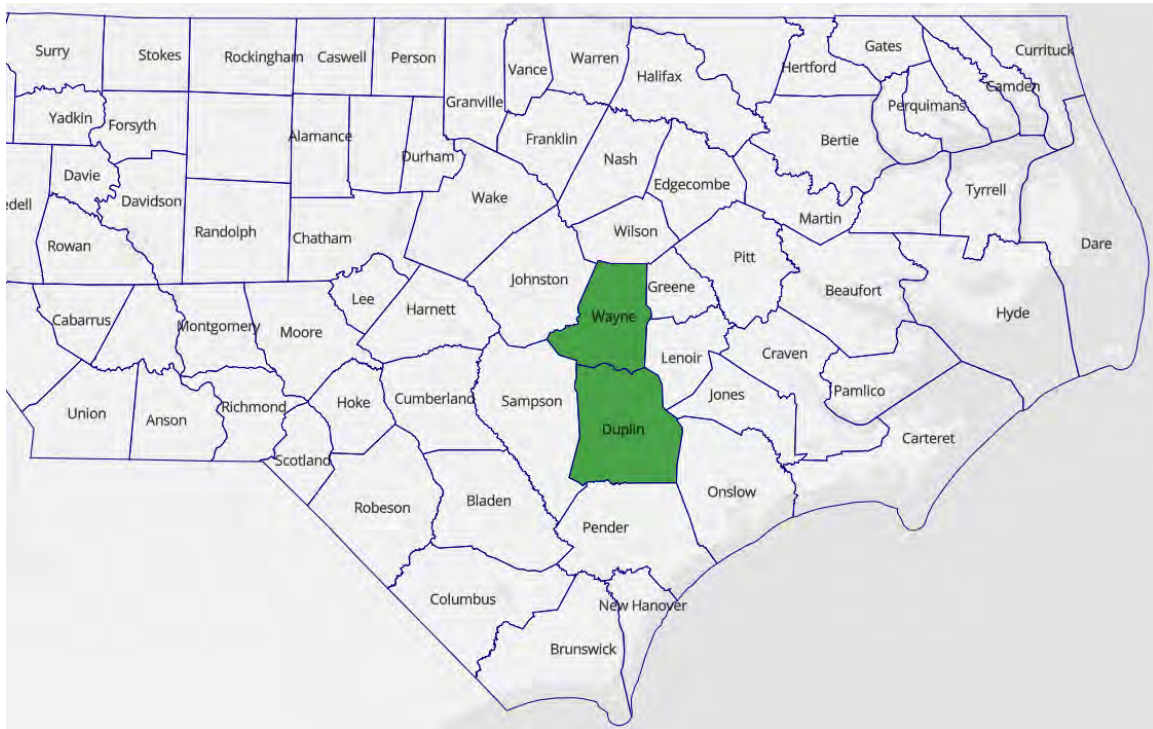 Surry
Stokes
Rockingham
Caswell
Person
Vance
Warren
Halifax
Hertford
Gates
Currituck
Camden
Perquimans
Granville
Yadkin
Forsyth
Alamance
Durham
Franklin
Nash
Bertie
Davie
Davidson
edell
Edgecombe
Wake
Martin
Tyrrell
Rowan
Randolph
Chatham
Wilson
Pitt
Dare
Johnston
Greene
Beaufort
Hyde
Lee
Harnett
Wayne
Cabarrus
Montgomery
Moore
Lenoir
Craven
Pamlico
Union
Anson
Richmond
Hoke
Cumberland
Sampson
Jones
Duplin
Carteret
Scotland
Robeson
Bladen
Onslow
Pender
Columbus
New Hanover
Brunswick